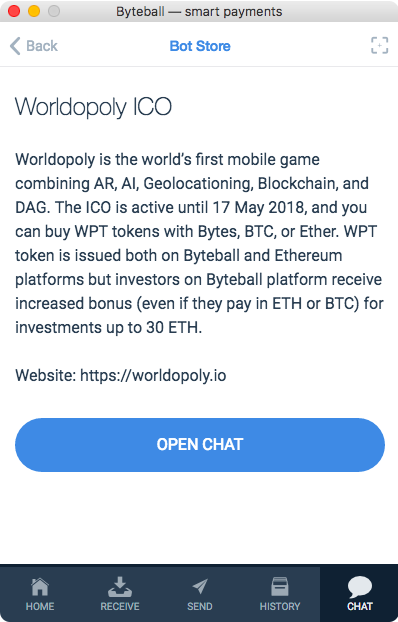 Byteball — smart payments
Back
Bot Store
Worldopoly ICO
Worldopoly is the world’s first mobile game
combining AR, AI, Geolocationing, Blockchain, and
DAG. The ICO is active until 17 May 2018, and you
can buy WPT tokens with Bytes, BTC, or Ether. WPT
token is issued both on Byteball and Ethereum
platforms but investors on Byteball platform receive
increased bonus (even if they pay in ETH or BTC) for
investments up to 30 ETH.
Website: https://worldopoly.io
OPEN CHAT
HOME
RECEIVE
SEND
HISTORY
CHAT